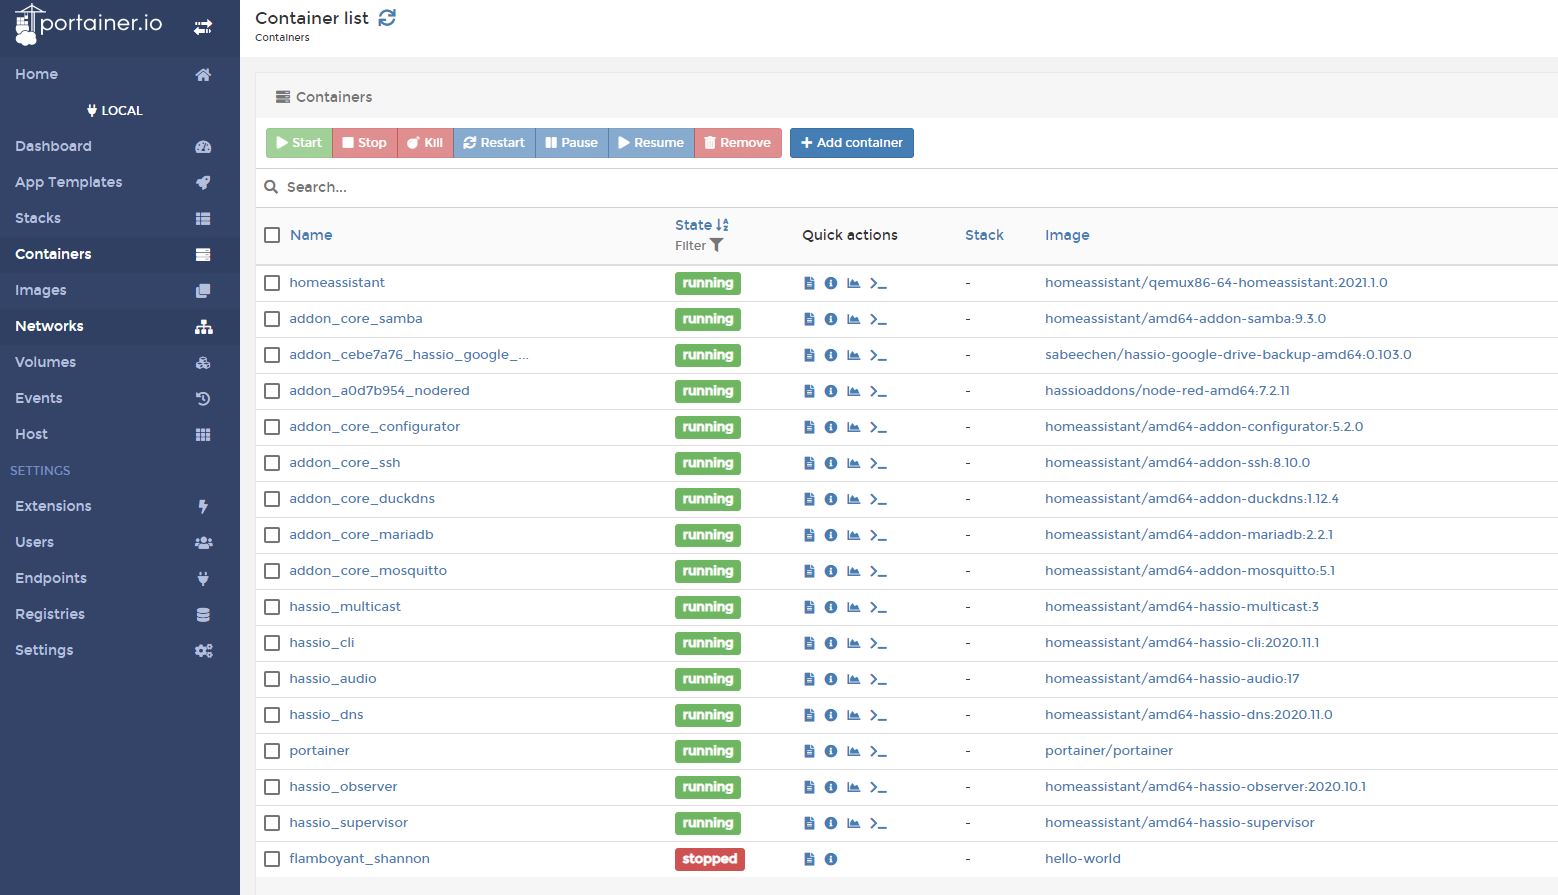 portainer.io
Home
LOCAL
Dashboard
App Templates
Stacks
Containers
Images
Networks
Volumes
Events
Host
SETTINGS
Extensions
Users
Endpoints
Registries
Settings
Container list
Containers
Containers
Start Stop Kill Restart Pause Resume Remove Add container
Search...
Name State Filter Quick actions Stack Image
homeassistant running - homeassistant/qemux86-64-homeassistant:2021.1.0
addon_core_samba running - homeassistant/amd64-addon-samba:9.3.0
addon_cebe7a76_hassio_google_... running - sabeechen/hassio-google-drive-backup-amd64:0.103.0
addon_a0d7b954_nodered running - hassioaddons/node-red-amd64:7.2.11
addon_core_configurator running - homeassistant/amd64-addon-configurator:5.2.0
addon_core_ssh running - homeassistant/amd64-addon-ssh:8.10.0
addon_core_duckdns running - homeassistant/amd64-addon-duckdns:1.12.4
addon_core_mariadb running - homeassistant/amd64-addon-mariadb:2.2.1
addon_core_mosquitto running - homeassistant/amd64-addon-mosquitto:5.1
hassio_multicast running - homeassistant/amd64-hassio-multicast:3
hassio_cli running - homeassistant/amd64-hassio-cli:2020.11.1
hassio_audio running - homeassistant/amd64-hassio-audio:17
hassio_dns running - homeassistant/amd64-hassio-dns:2020.11.0
portainer running - portainer/portainer
hassio_observer running - homeassistant/amd64-hassio-observer:2020.10.1
hassio_supervisor running - homeassistant/amd64-hassio-supervisor
flamboyant_shannon stopped - hello-world